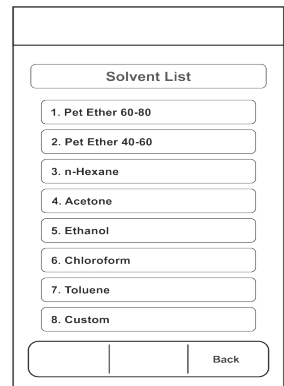 Solvent List
1. Pet Ether 60-80
2. Pet Ether 40-60
3. n-Hexane
4. Acetone
5. Ethanol
6. Chloroform
7. Toluene
8. Custom
Back